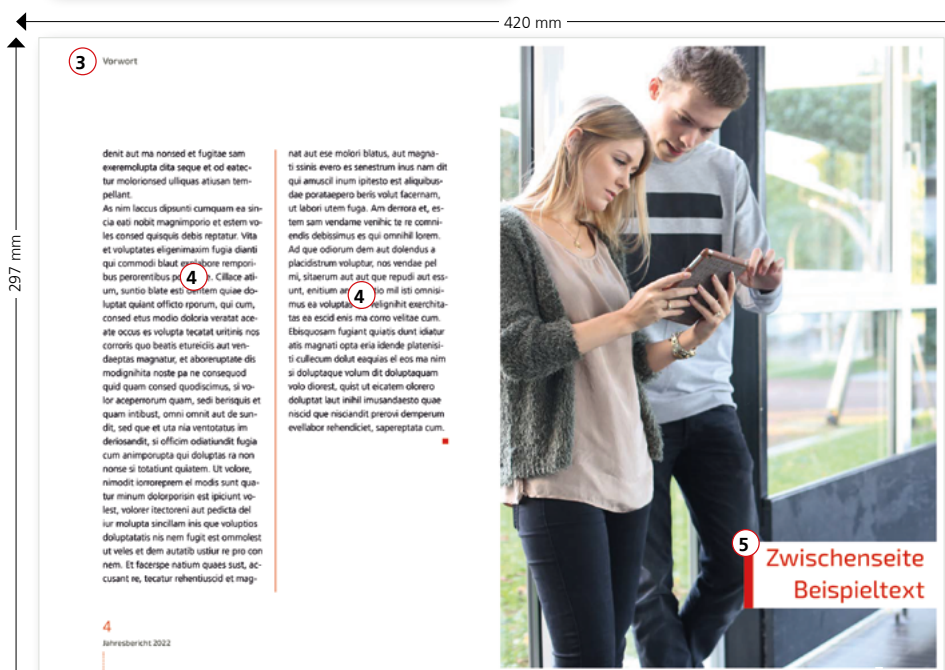 420 mm
297 mm
3
Vorwort
denit aut ma nonsed et fugitae sam
exeremolupta dita seque et od eatec-
tur molorionsed ulliquas atiusan tem-
pellant.
As nim laccus dipsunti cumquam ea sin-
cia eati nobit magnimporio et estem vo-
les consed quisquis debis reptatur. Vita
et voluptates eligenimaxim fugia dianti
qui commodi blaut explabore rempori-
bus perorentibus . Cillace ati-
um, suntio blate esti dentem quiae do-
luptat quiant officto rporum, qui cum,
consed etus modio doloria veratat ace-
ate occus es volupta tecatat uritinis nos
corroris quo beatis etureiciis aut ven-
daeptas magnatur, et aboreruptate dis
modignihita noste pa ne consequod
quid quam consed quodiscimus, si vo-
lor aceperrorum quam, sedi berisquis et
quam intibust, omni omnit aut de sun-
dit, sed que et uta nia ventotatus im
deriosandit, si officim odiatiundit fugia
cum animporupta qui doluptas ra non
nonse si totatiunt quiatem. Ut volore,
nimodit iorroreprem el modis sunt qua-
tur minum dolorporisin est ipiciunt vo-
lest, volorer itectoreni aut pedicta del
iur molupta sincillam inis que voluptios
doluptatatis nis nem fugit est ommolest
ut veles et dem autatib ustiur re pro con
nem. Et facerspe natium quaes sust, ac-
cusant re, tecatur rehentiuscid et mag-
4
nat aut ese molori blatus, aut magna-
ti ssinis evero es senestrum inus nam dit
qui amuscil inum ipitesto est aliquibus-
dae porataepero beris volut facernam,
ut labori utem fuga. Am derrora et, es-
tem sam vendame venihic te re comni-
endis debissimus es qui omnihil lorem.
Ad que odiorum dem aut dolendus a
placidistrum voluptur, nos vendae pel
mi, sitaerum aut aut que repudi aut ess-
unt, enitium tio mil isti omnisi-
mus ea velignihit exerchita-
tas ea escid enis ma corro velitae cum.
Ebisquosam fugiant quiatis dunt idiatur
atis magnati opta eria idende platenisi-
ti cullecum dolut eaquias el eos ma nim
si doluptaque volum dit doluptaquam
volo diorest, quist ut eicatem olorero
doluptat laut inihil imusandaesto quae
niscid que nisciandit prerovi demperum
evellabor rehendiciet, sapereptata cum.
4
4
Jahresbericht 2022
5
Zwischenseite
Beispieltext